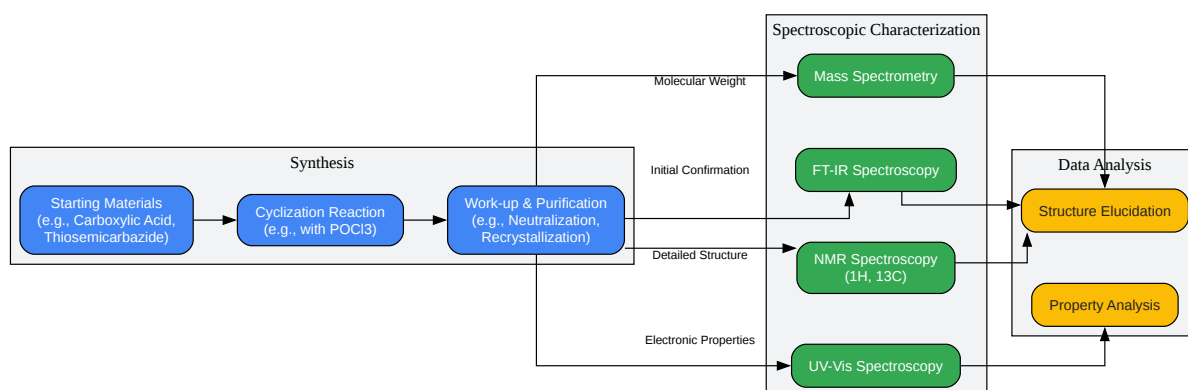 Synthesis
Starting Materials
(e.g., Carboxylic Acid,
Thiosemicarbazide)
Cyclization Reaction
(e.g., with POCl3)
Work-up & Purification
(e.g., Neutralization,
Recrystallization)
Molecular Weight
Initial Confirmation
Detailed Structure
Electronic Properties
Spectroscopic Characterization
Mass Spectrometry
FT-IR Spectroscopy
NMR Spectroscopy
(1H, 13C)
UV-Vis Spectroscopy
Data Analysis
Structure Elucidation
Property Analysis